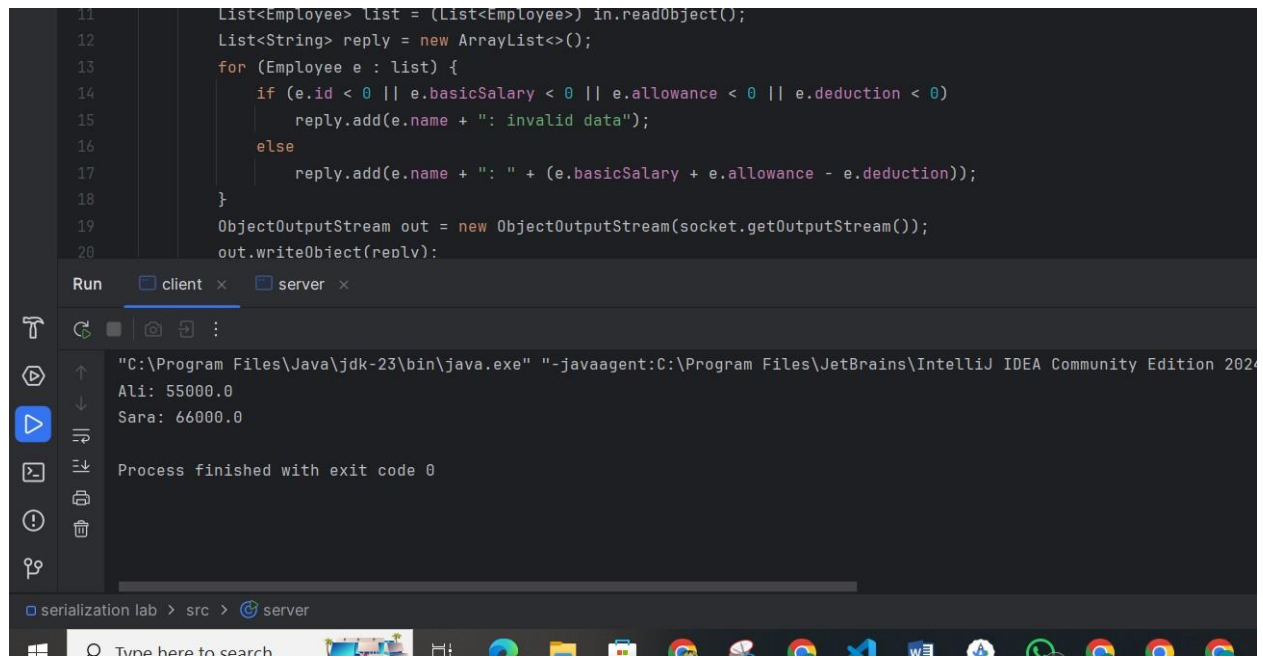 11 List<Employee> list = (List<Employee>) in.readObject();
12 List<String> reply = new ArrayList<>();
13 for (Employee e : list) {
14 if (e.id < 0 || e.basicSalary < 0 || e.allowance < 0 || e.deduction < 0)
15 reply.add(e.name + ": invalid data");
16 else
17 reply.add(e.name + ": " + (e.basicSalary + e.allowance - e.deduction));
18 }
19 ObjectOutputStream out = new ObjectOutputStream(socket.getOutputStream());
20 out.writeObject(reply);
Run client × server ×
"C:\Program Files\Java\jdk-23\bin\java.exe" "-javaagent:C:\Program Files\JetBrains\IntelliJ IDEA Community Edition 2024
Ali: 55000.0
Sara: 66000.0
Process finished with exit code 0
serialization lab > src > server
Type here to search